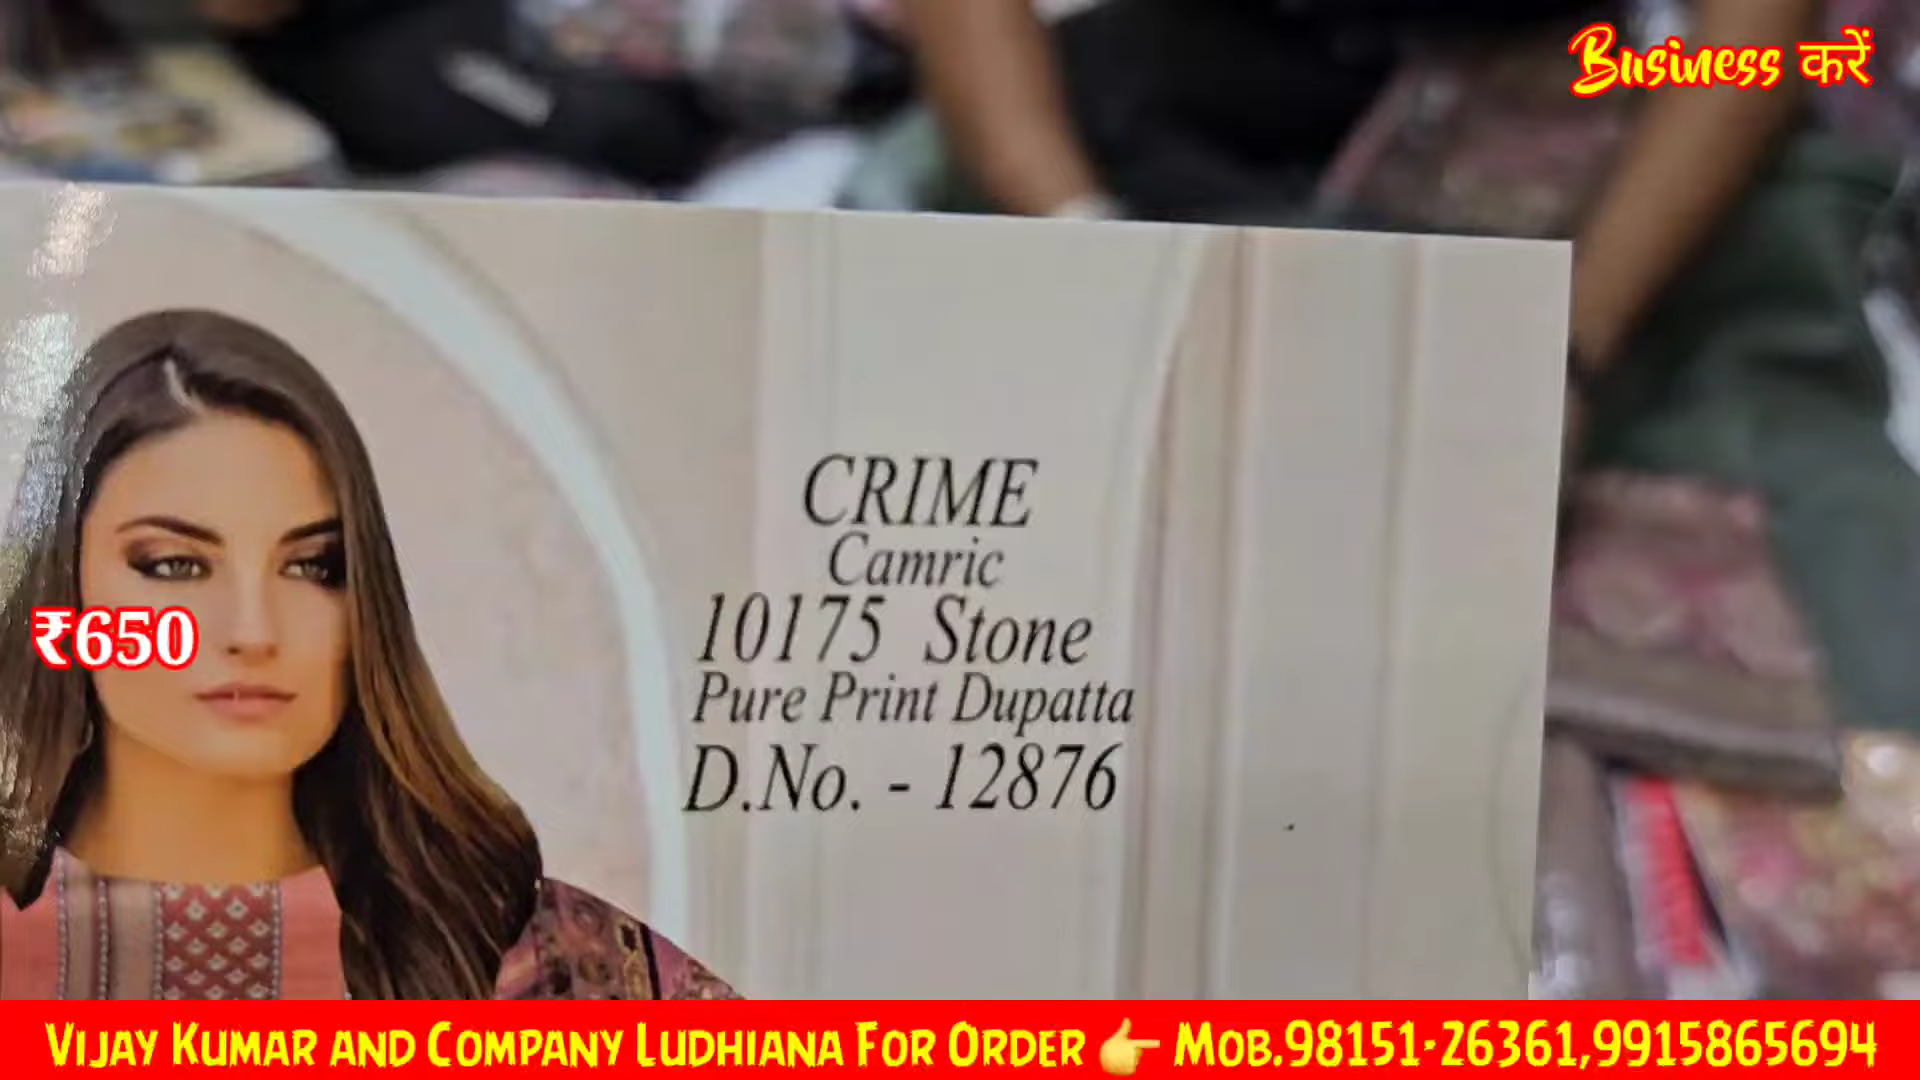 Business करें
CRIME
Camric
10175 Stone
Pure Print Dupatta
D.No. - 12876
₹650
Vijay Kumar and Company Ludhiana For Order 👉 Mob.98151-26361,9915865694